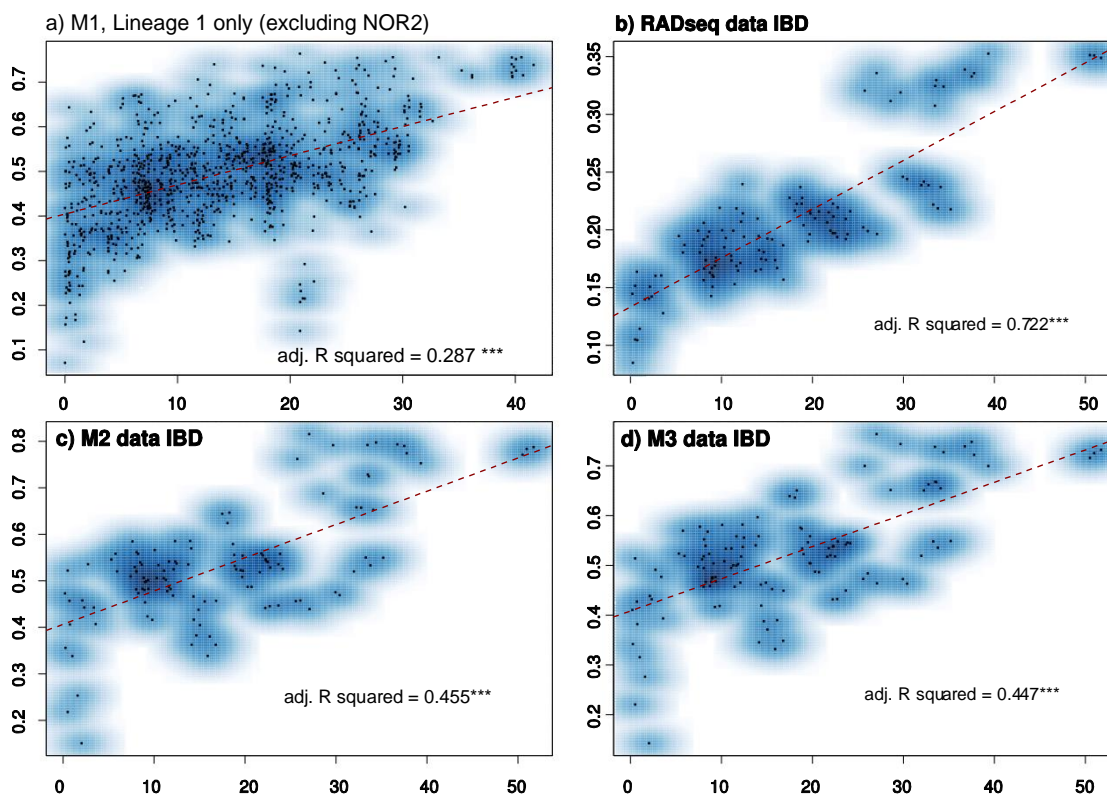 a) M1, Lineage 1 only (excluding NOR2)
0.7
0.6
0.5
0.4
0.3
0.2
0.1
adj. R squared = 0.287 ***
0 10 20 30 40
b) RADseq data IBD
0.35
0.30
0.25
0.20
0.15
0.10
adj. R squared = 0.722***
0 10 20 30 40 50
c) M2 data IBD
0.8
0.7
0.6
0.5
0.4
0.3
0.2
adj. R squared = 0.455***
0 10 20 30 40 50
d) M3 data IBD
0.7
0.6
0.5
0.4
0.3
0.2
adj. R squared = 0.447***
0 10 20 30 40 50